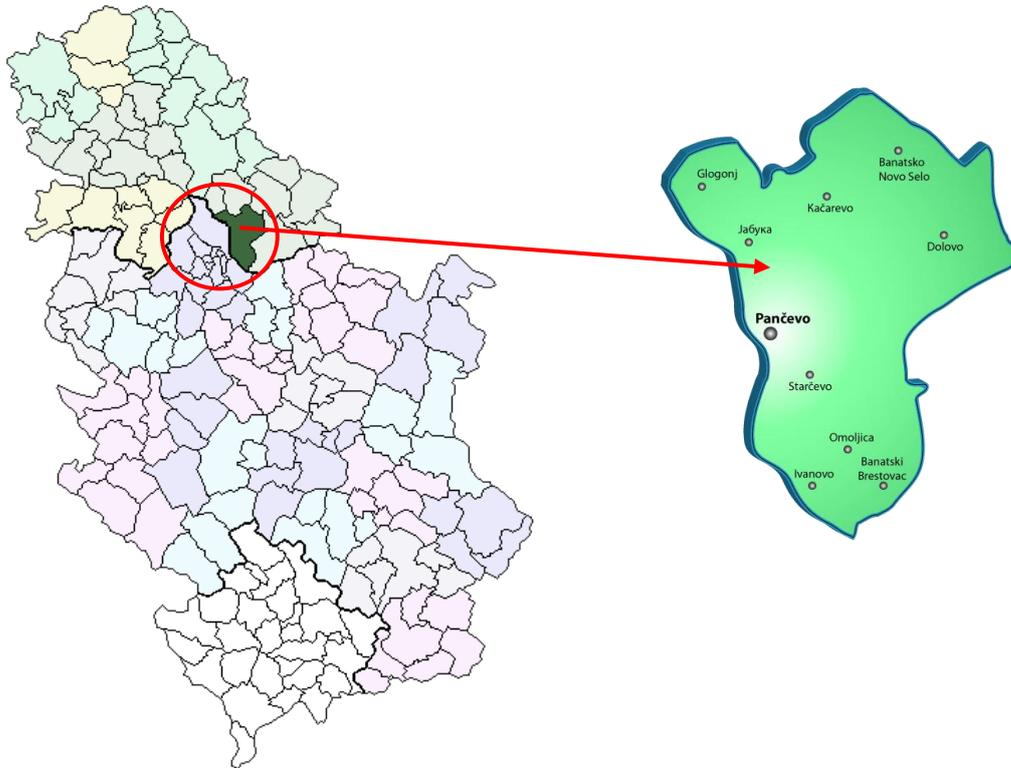 Banatsko
Novo Selo
Glogonj
Kačarevo
Јабука
Dolovo
Pančevo
Starčevo
Omoljica
Banatski
Brestovac
Ivanovo